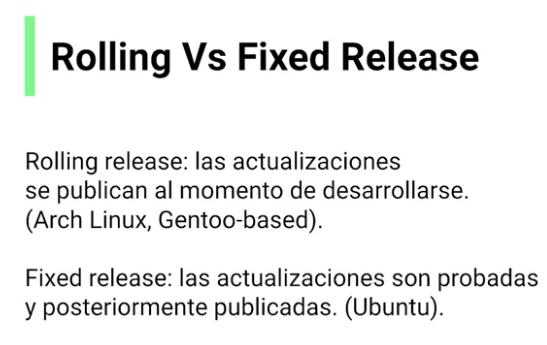 Rolling Vs Fixed Release
Rolling release: las actualizaciones
se publican al momento de desarrollarse.
(Arch Linux, Gentoo-based).
Fixed release: las actualizaciones son probadas
y posteriormente publicadas. (Ubuntu).